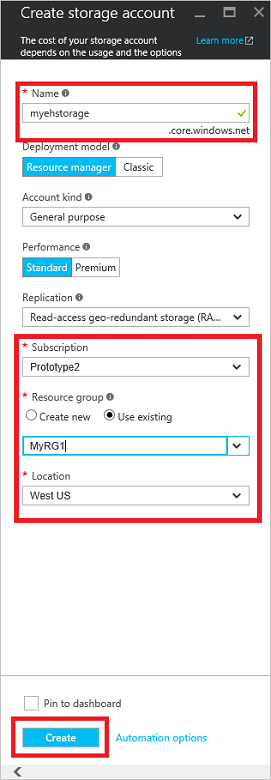 Create storage account
The cost of your storage account
depends on the usage and the options
Learn more
* Name
myehstorage
.core.windows.net
Deployment model
Resource manager Classic
Account kind
General purpose
Performance
Standard Premium
Replication
Read-access geo-redundant storage (RA...
* Subscription
Prototype2
* Resource group
Create new Use existing
MyRG1
* Location
West US
Pin to dashboard
Create Automation options